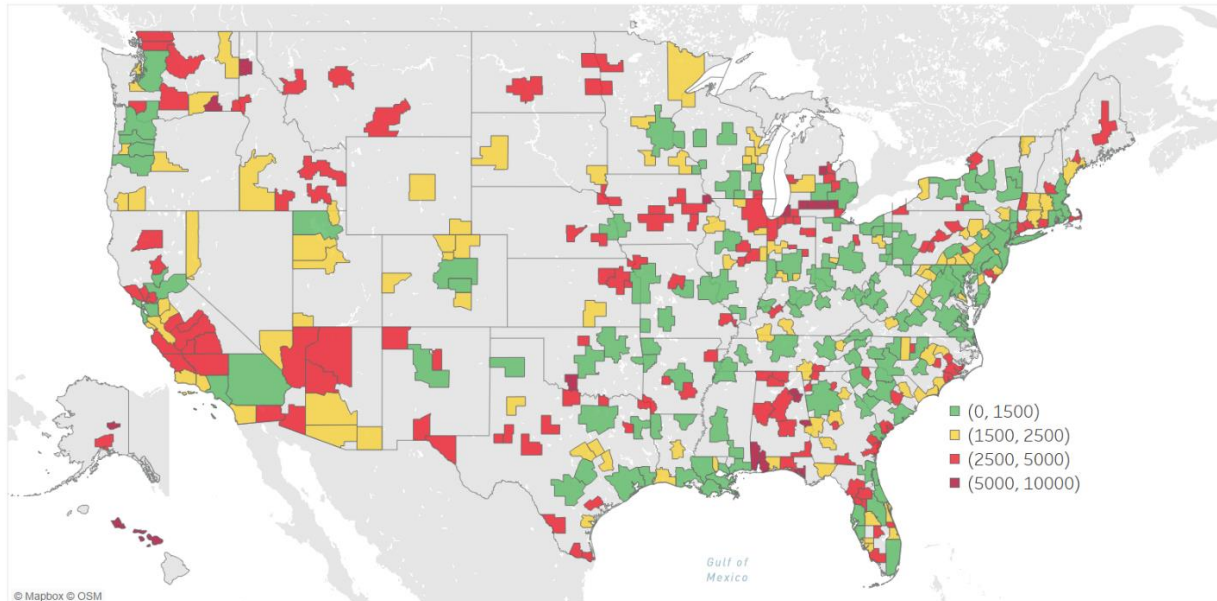 (0, 1500)
(1500, 2500)
(2500, 5000)
(5000, 10000)
Gulf of
Mexico
© Mapbox © OSM